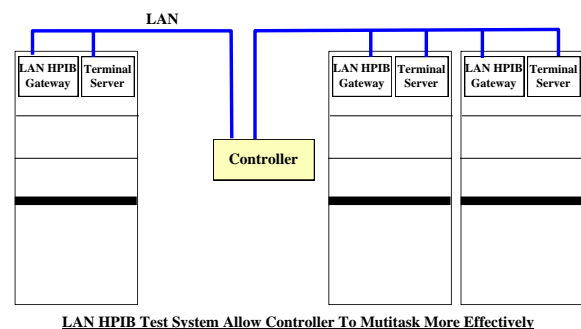 LAN
LAN HPIB
Gateway
Terminal
Server
LAN HPIB
Gateway
Terminal
Server
LAN HPIB
Gateway
Terminal
Server
Controller
LAN HPIB Test System Allow Controller To Mutitask More Effectively